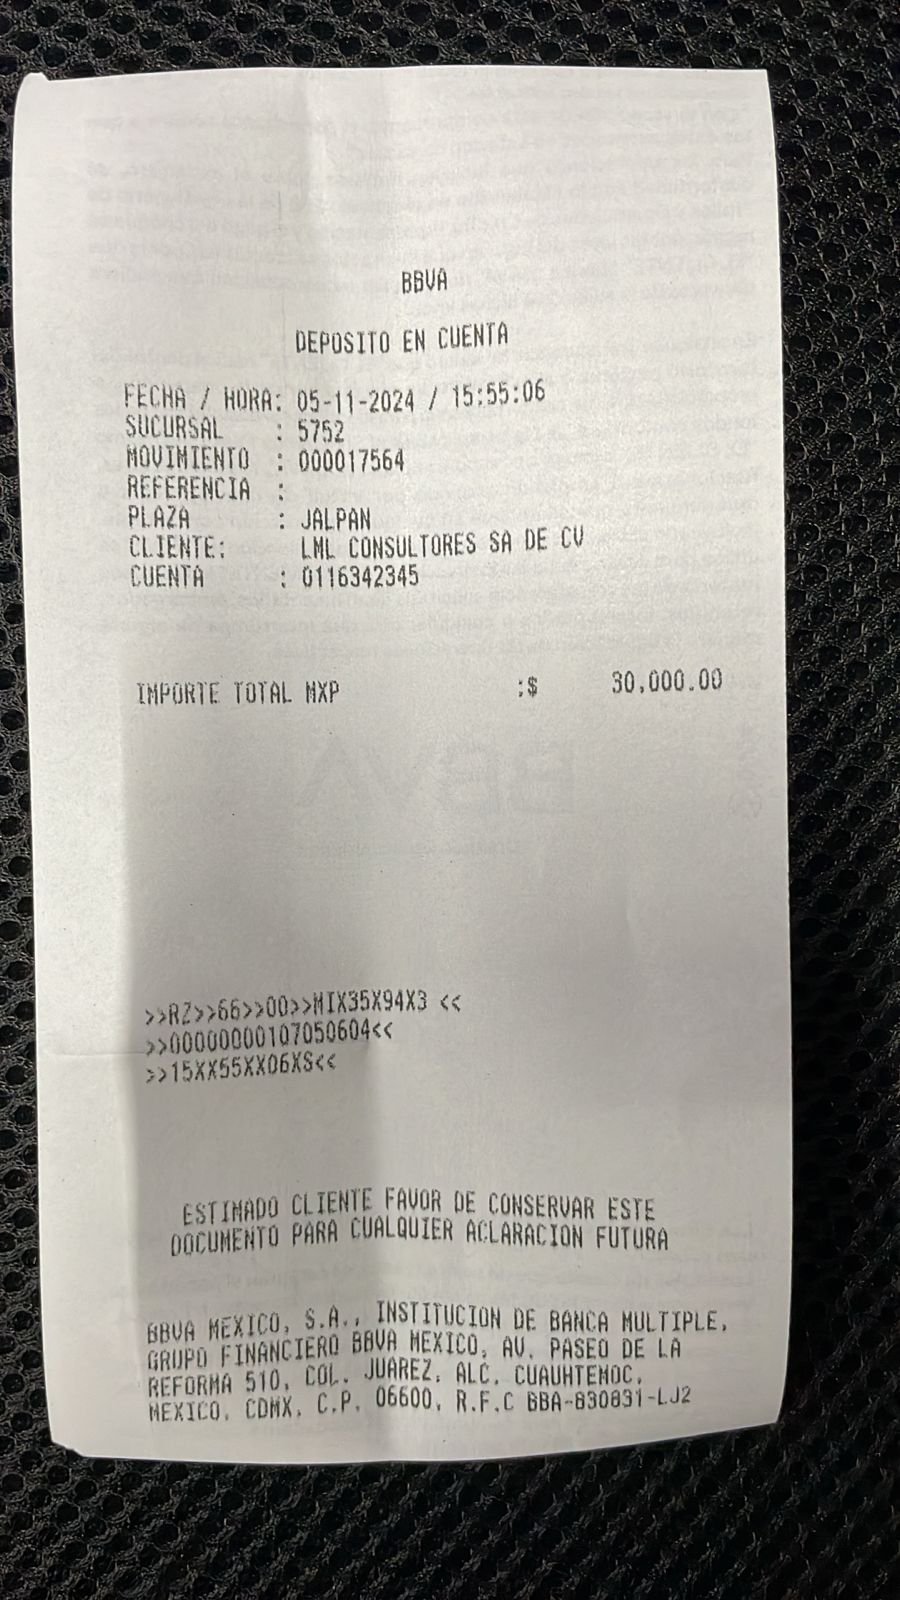 BBVA
DEPOSITO EN CUENTA
FECHA / HORA: 05-11-2024 / 15:55:06
SUCURSAL : 5752
MOVIMIENTO : 000017564
REFERENCIA :
PLAZA : JALPAN
CLIENTE: LML CONSULTORES SA DE CV
CUENTA : 0116342345
IMPORTE TOTAL MXP :$ 30,000.00
>>RZ>>66>>00>>MIX35X94X3 <<
>>00000000107050604<<
>>15XX55XX06XS<<
ESTIMADO CLIENTE FAVOR DE CONSERVAR ESTE
DOCUMENTO PARA CUALQUIER ACLARACION FUTURA
BBVA MEXICO, S.A., INSTITUCION DE BANCA MULTIPLE,
GRUPO FINANCIERO BBVA MEXICO, AV. PASEO DE LA
REFORMA 510, COL. JUAREZ, ALC. CUAUHTEMOC,
MEXICO, CDMX, C.P. 06600, R.F.C BBA-830831-LJ2